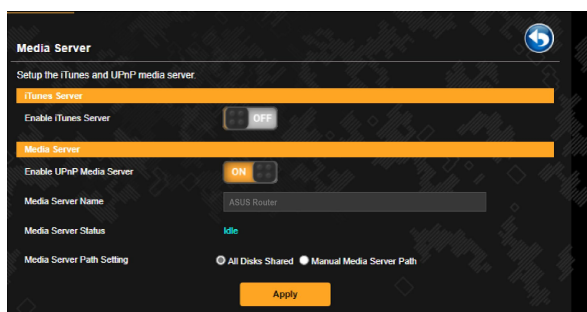 Media Server
Setup the iTunes and UPnP media server.
iTunes Server
Enable iTunes Server OFF
Media Server
Enable UPnP Media Server ON
Media Server Name ASUS Router
Media Server Status Idle
Media Server Path Setting All Disks Shared Manual Media Server Path
Apply